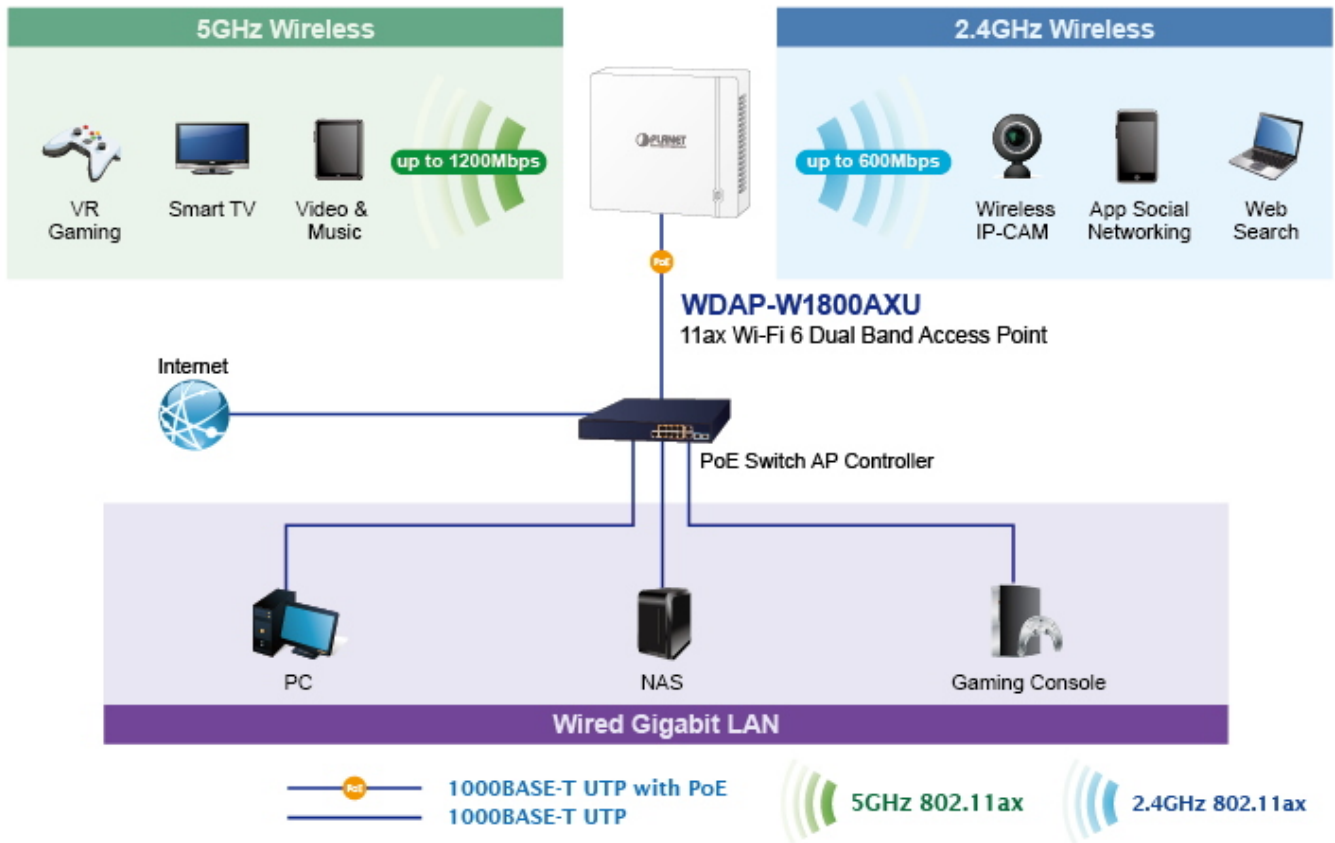 5GHz Wireless
2.4GHz Wireless
PLANET
up to 1200Mbps
up to 600Mbps
VR
Gaming
Smart TV
Video &
Music
Wireless
IP-CAM
App Social
Networking
Web
Search
PoE
WDAP-W1800AXU
11ax Wi-Fi 6 Dual Band Access Point
Internet
PoE Switch AP Controller
PC
NAS
Gaming Console
Wired Gigabit LAN
PoE
1000BASE-T UTP with PoE
1000BASE-T UTP
5GHz 802.11ax
2.4GHz 802.11ax